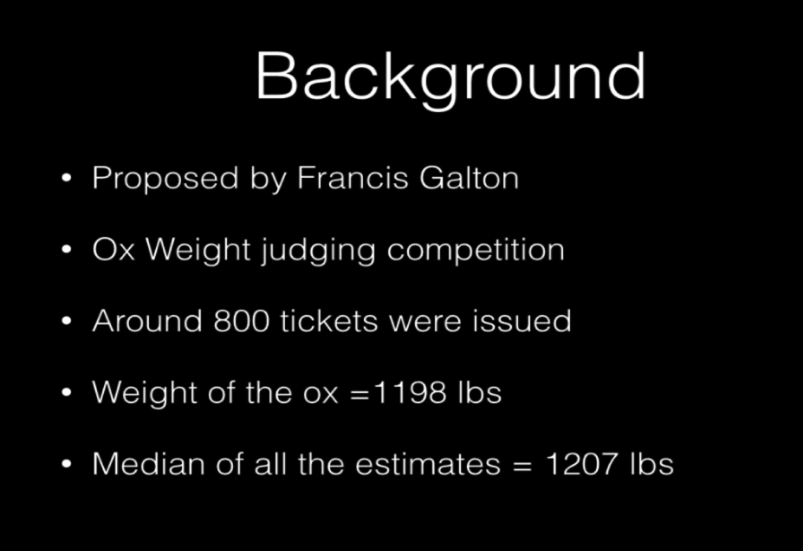 Background
• Proposed by Francis Galton
• Ox Weight judging competition
• Around 800 tickets were issued
• Weight of the ox =1198 lbs
• Median of all the estimates = 1207 lbs